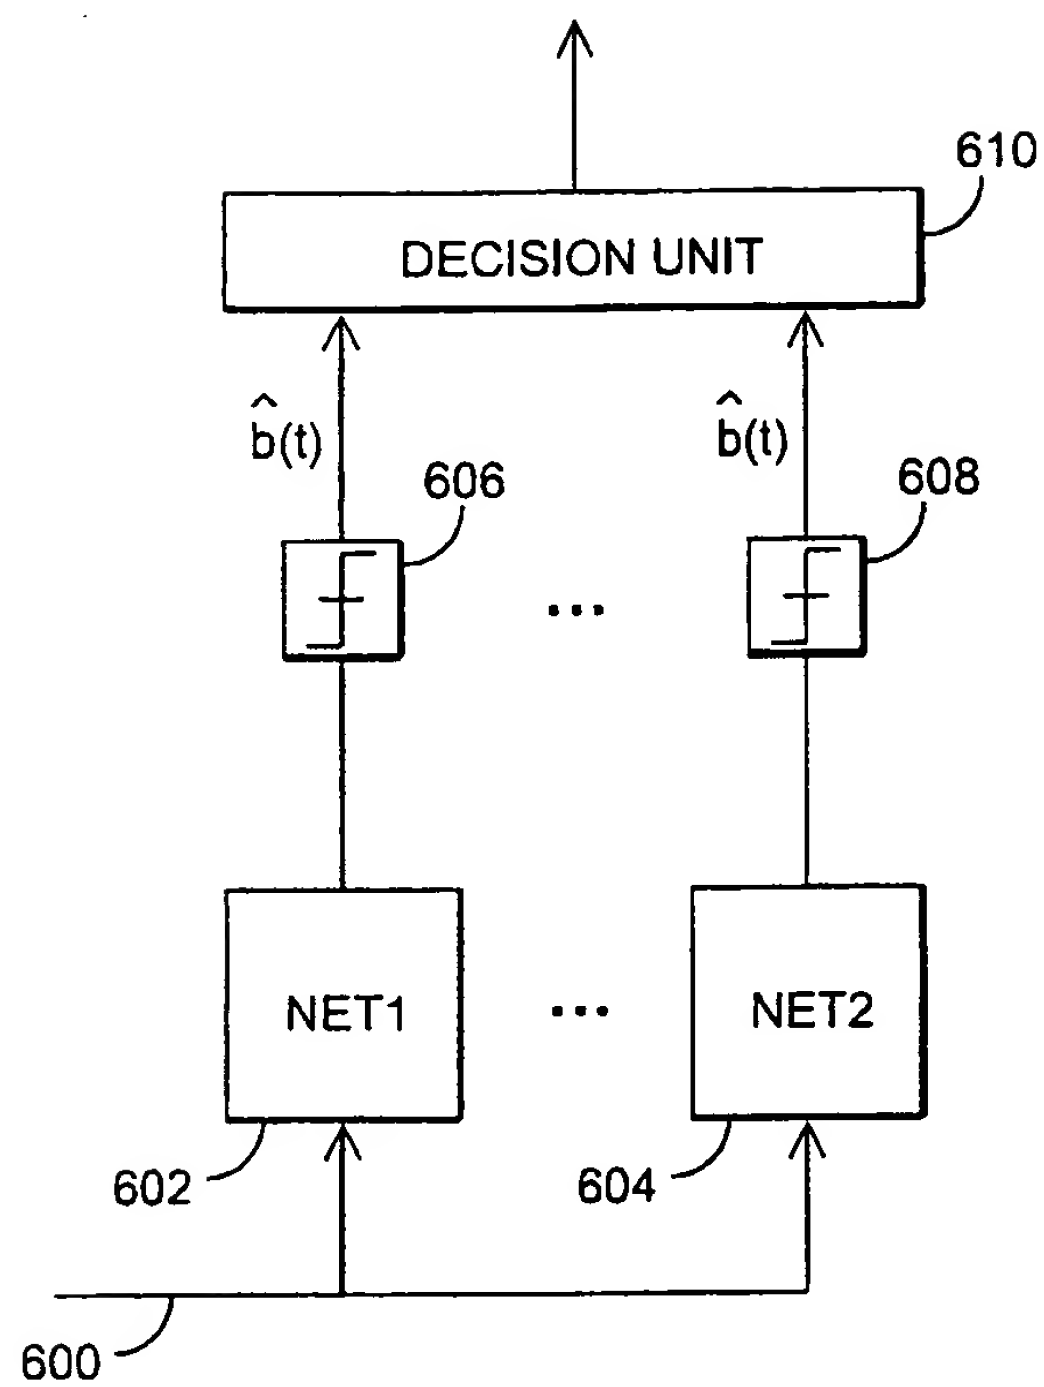 610
DECISION UNIT
b̂(t)
b̂(t)
606
608
...
NET1
...
NET2
602
604
600